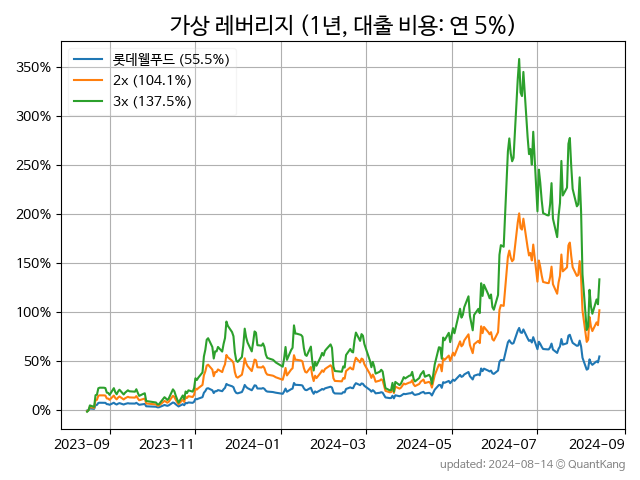 가상 레버리지 (1년, 대출 비용: 연 5%)
롯데웰푸드 (55.5%)
2x (104.1%)
3x (137.5%)
350%
300%
250%
200%
150%
100%
50%
0%
2023-09 2023-11 2024-01 2024-03 2024-05 2024-07 2024-09
updated: 2024-08-14 © QuantKang